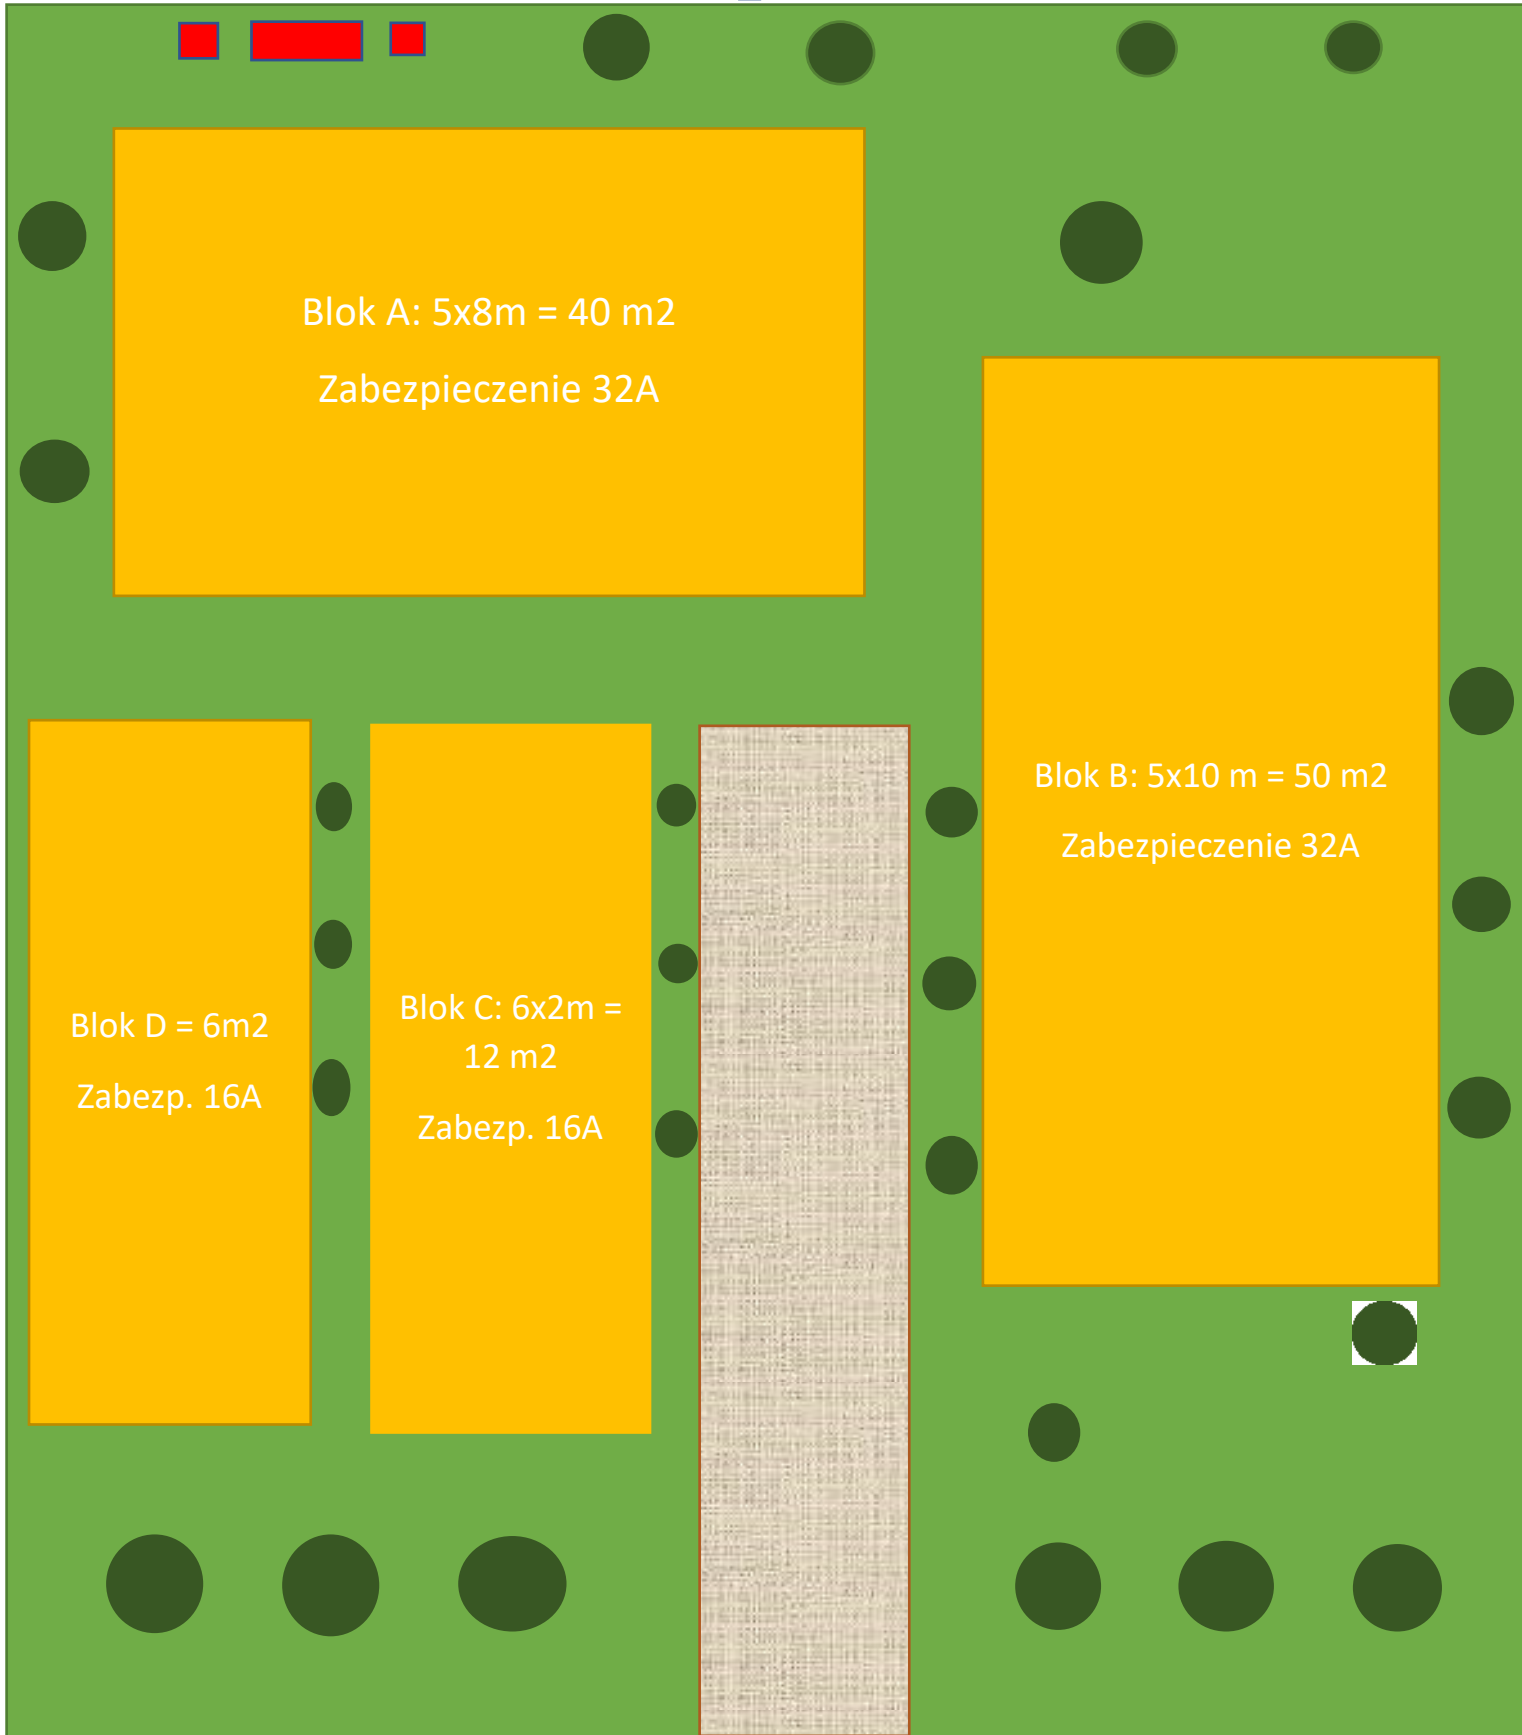 Blok A: 5x8m = 40 m2
Zabezpieczenie 32A
Blok B: 5x10 m = 50 m2
Zabezpieczenie 32A
Blok C: 6x2m =
12 m2
Zabezp. 16A
Blok D = 6m2
Zabezp. 16A